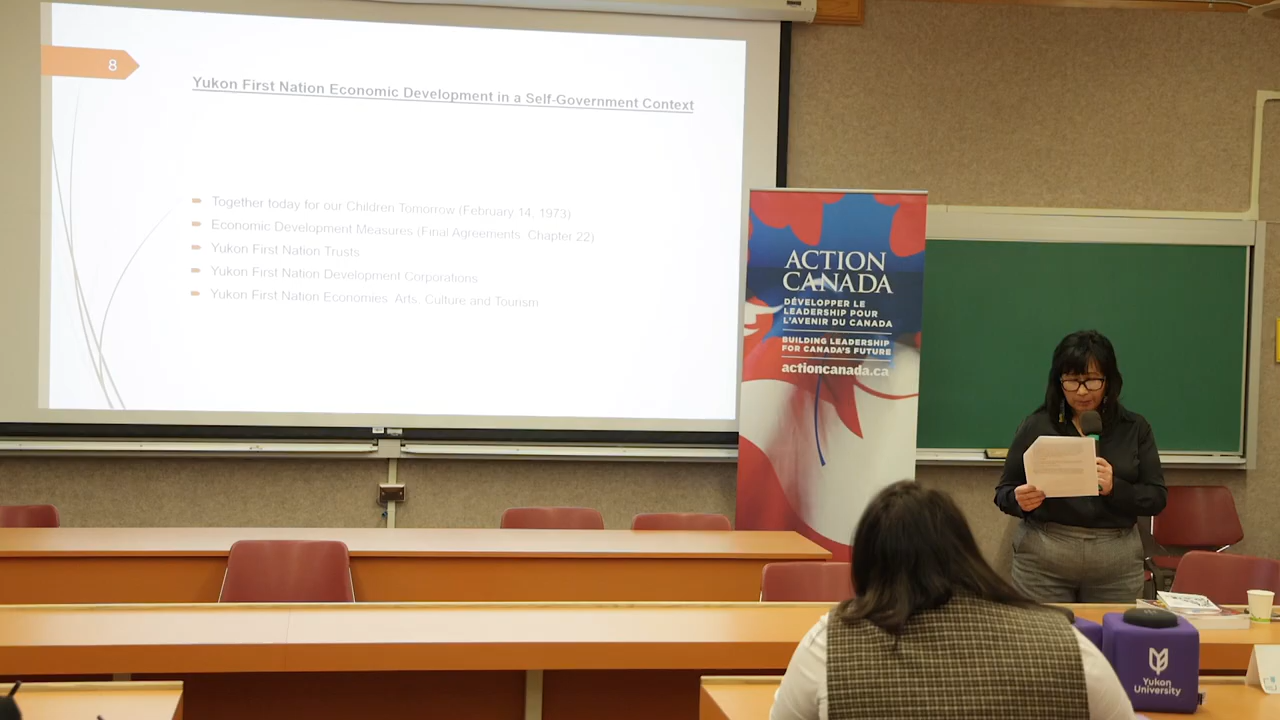 8
Yukon First Nation Economic Development in a Self-Government Context
Together today for our Children Tomorrow (February 14, 1973)
Economic Development Measures (Final Agreements Chapter 22)
Yukon First Nation Trusts
Yukon First Nation Development Corporations
Yukon First Nation Economies Arts, Culture and Tourism
ACTION
CANADA
DÉVELOPPER LE
LEADERSHIP POUR
L'AVENIR DU CANADA
BUILDING LEADERSHIP
FOR CANADA'S FUTURE
actioncanada.ca
Yukon
University